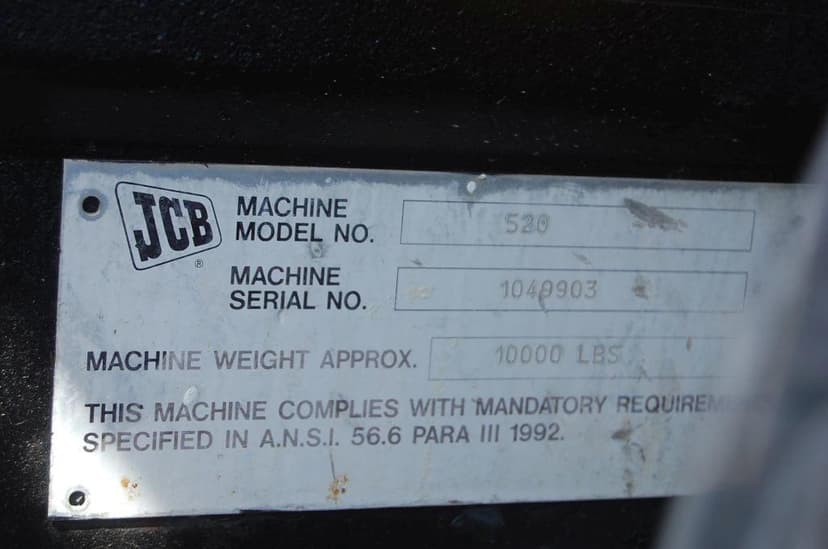 JCB
®
MACHINE
MODEL NO. 520
MACHINE
SERIAL NO. 1040903
MACHINE WEIGHT APPROX. 10000 LBS
THIS MACHINE COMPLIES WITH MANDATORY
SPECIFIED IN A.N.S.I. 56.6 PARA III 1992.